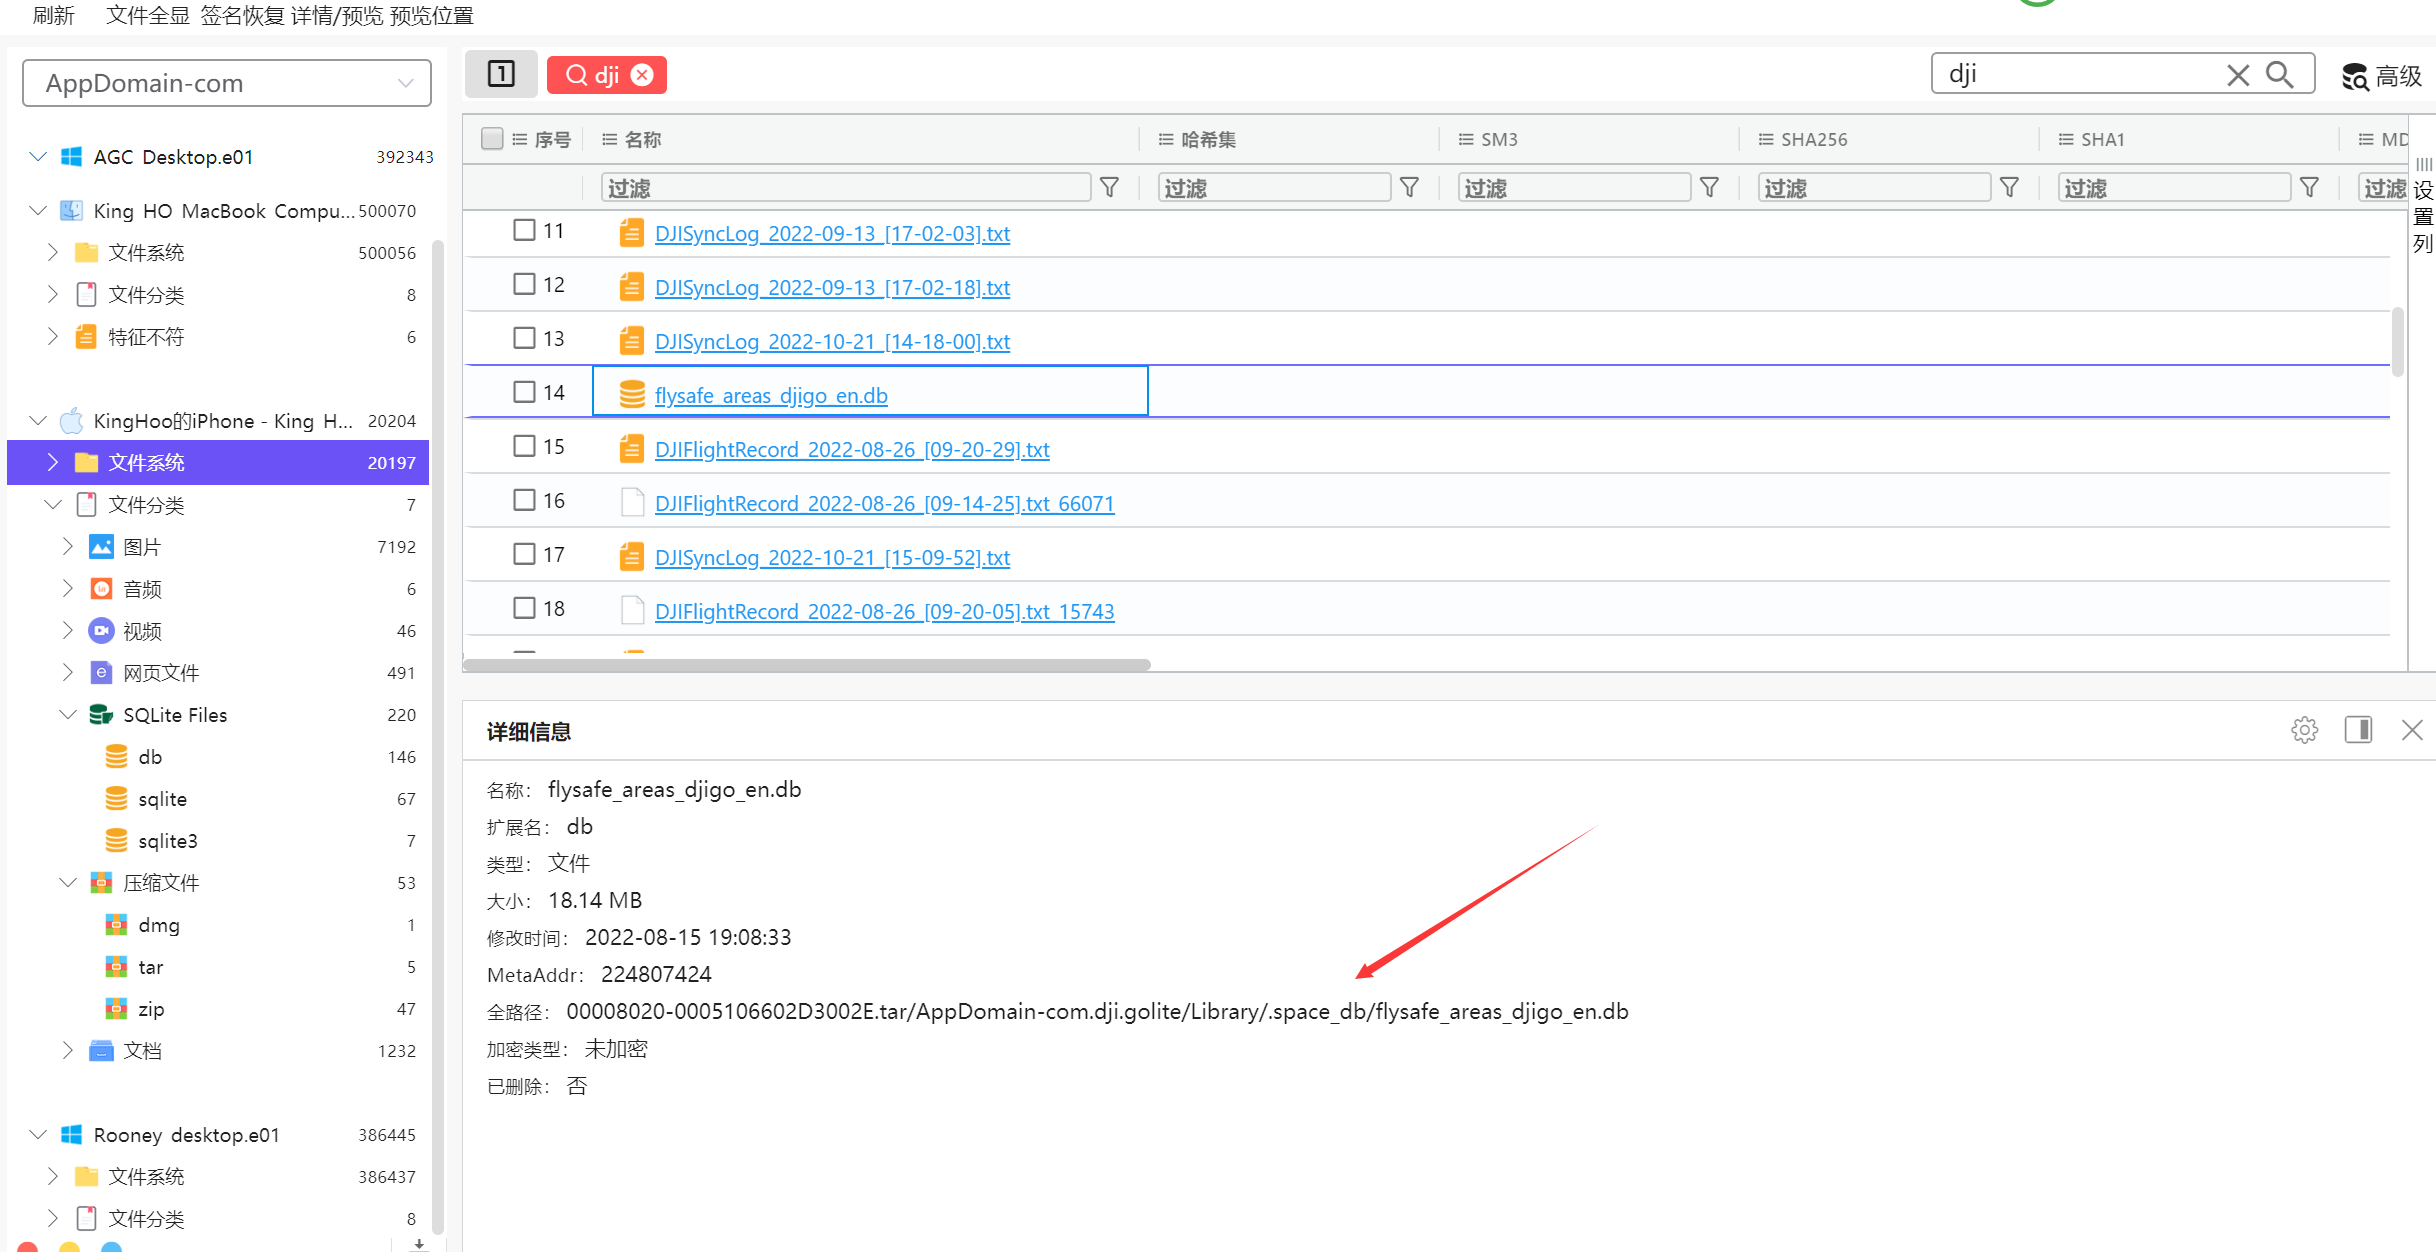 刷新 文件全显 签名恢复 详情/预览 预览位置
AppDomain-com
AGC Desktop.e01 392343
King HO MacBook Compu... 500070
文件系统 500056
文件分类 8
特征不符 6
KingHoo的iPhone - King H... 20204
文件系统 20197
文件分类 7
图片 7192
音频 6
视频 46
网页文件 491
SQLite Files 220
db 146
sqlite 67
sqlite3 7
压缩文件 53
dmg 1
tar 5
zip 47
文档 1232
Rooney desktop.e01 386445
文件系统 386437
文件分类 8
1 dji
dji 高级
序号 名称 哈希集 SM3 SHA256 SHA1 MD
过滤 过滤 过滤 过滤 过滤 过滤
设置列
11 DJISyncLog_2022-09-13_[17-02-03].txt
12 DJISyncLog_2022-09-13_[17-02-18].txt
13 DJISyncLog_2022-10-21_[14-18-00].txt
14 flysafe_areas_djigo_en.db
15 DJIFlightRecord_2022-08-26_[09-20-29].txt
16 DJIFlightRecord_2022-08-26_[09-14-25].txt_66071
17 DJISyncLog_2022-10-21_[15-09-52].txt
18 DJIFlightRecord_2022-08-26_[09-20-05].txt_15743
详细信息
名称： flysafe_areas_djigo_en.db
扩展名： db
类型： 文件
大小： 18.14 MB
修改时间： 2022-08-15 19:08:33
MetaAddr： 224807424
全路径： 00008020-0005106602D3002E.tar/AppDomain-com.dji.golite/Library/.space_db/flysafe_areas_djigo_en.db
加密类型： 未加密
已删除： 否